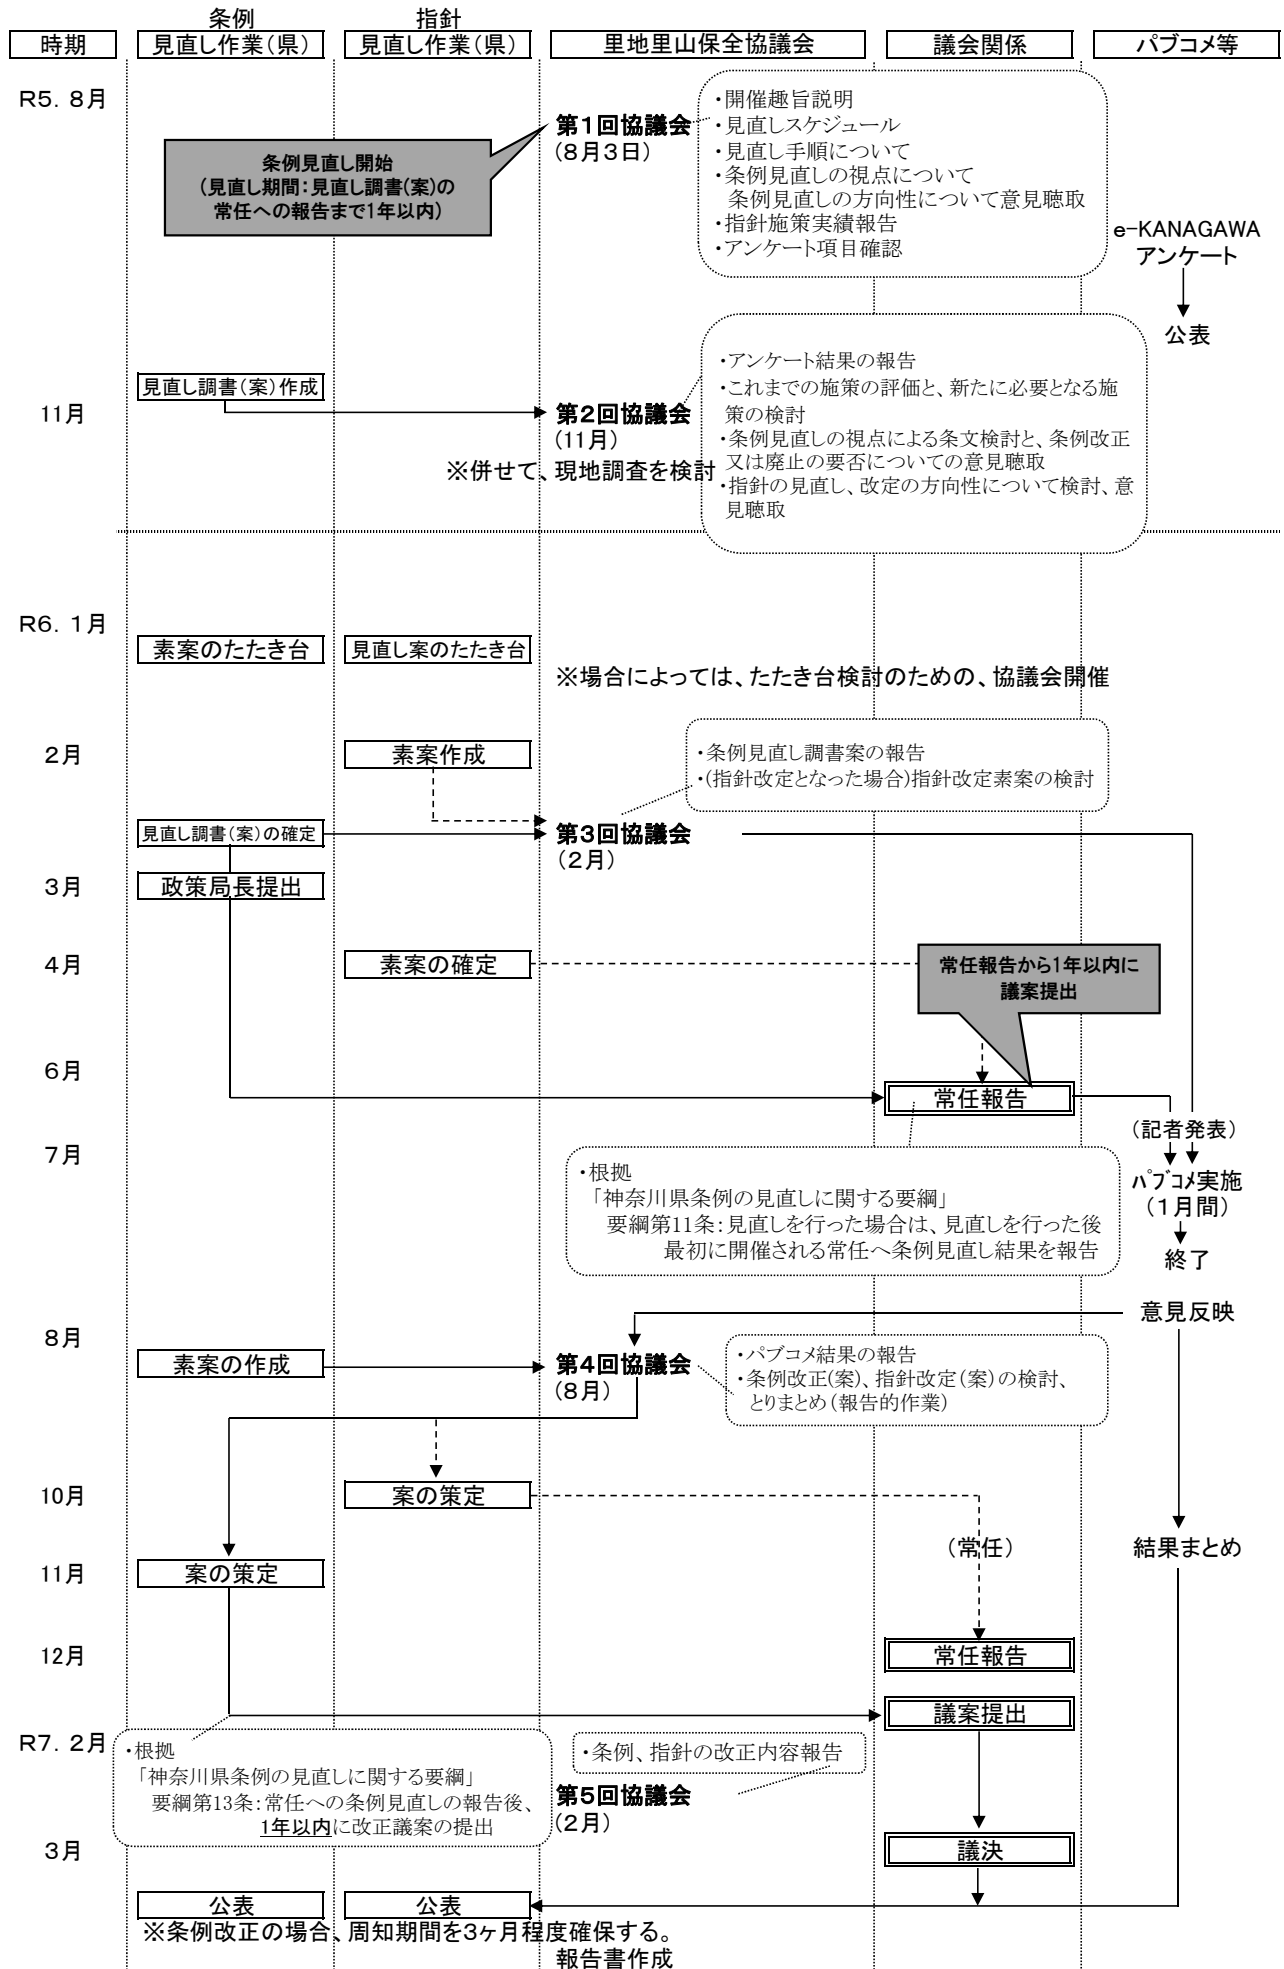 条例
指針
時期
見直し作業（県）
見直し作業（県）
里地里山保全協議会
議会関係
パブコメ等
R5．8月
条例見直し開始
（見直し期間：見直し調書(案)の
常任への報告まで1年以内）
第1回協議会
（8月3日）
・開催趣旨説明
・見直しスケジュール
・見直し手順について
・条例見直しの視点について
条例見直しの方向性について意見聴取
・指針施策実績報告
・アンケート項目確認
e-KANAGAWA
アンケート
公表
見直し調書（案）作成
11月
第2回協議会
（11月）
※併せて、現地調査を検討
・アンケート結果の報告
・これまでの施策の評価と、新たに必要となる施
策の検討
・条例見直しの視点による条文検討と、条例改正
又は廃止の要否についての意見聴取
・指針の見直し、改定の方向性について検討、意
見聴取
R6．1月
素案のたたき台
見直し案のたたき台
※場合によっては、たたき台検討のための、協議会開催
2月
素案作成
・条例見直し調書案の報告
・(指針改定となった場合)指針改定素案の検討
見直し調書（案）の確定
第3回協議会
（2月）
3月
政策局長提出
4月
素案の確定
常任報告から1年以内に
議案提出
6月
常任報告
（記者発表）
7月
・根拠
「神奈川県条例の見直しに関する要綱」
要綱第11条：見直しを行った場合は、見直しを行った後
最初に開催される常任へ条例見直し結果を報告
パブコメ実施
（1月間）
終了
意見反映
8月
素案の作成
第4回協議会
（8月）
・パブコメ結果の報告
・条例改正(案)、指針改定（案）の検討、
とりまとめ（報告的作業）
10月
案の策定
（常任）
結果まとめ
11月
案の策定
12月
常任報告
議案提出
R7．2月
・根拠
「神奈川県条例の見直しに関する要綱」
要綱第13条：常任への条例見直しの報告後、
1年以内に改正議案の提出
・条例、指針の改正内容報告
第5回協議会
（2月）
3月
議決
公表
公表
※条例改正の場合、周知期間を3ヶ月程度確保する。
報告書作成